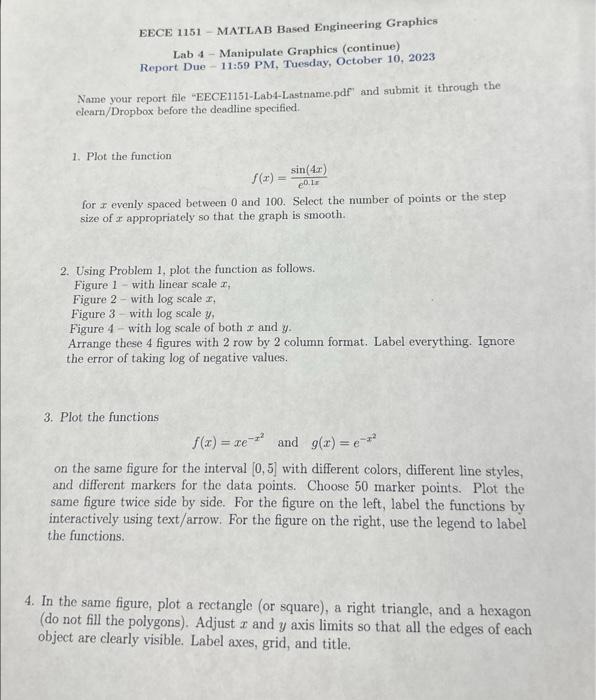 EECE 1151 – MATLAB Based Engineering Graphics
Lab 4 – Manipulate Graphics (continue)
Report Due – 11:59 PM, Tuesday, October 10, 2023
Name your report file "EECE1151-Lab4-Lastname.pdf" and submit it through the
elearn/Dropbox before the deadline specified.
1. Plot the function
f(x) = sin(4x) / e^{0.1x}
for x evenly spaced between 0 and 100. Select the number of points or the step
size of x appropriately so that the graph is smooth.
2. Using Problem 1, plot the function as follows.
Figure 1 – with linear scale x,
Figure 2 – with log scale x,
Figure 3 – with log scale y,
Figure 4 – with log scale of both x and y.
Arrange these 4 figures with 2 row by 2 column format. Label everything. Ignore
the error of taking log of negative values.
3. Plot the functions
f(x) = xe^{-x^2} and g(x) = e^{-x^2}
on the same figure for the interval [0, 5] with different colors, different line styles,
and different markers for the data points. Choose 50 marker points. Plot the
same figure twice side by side. For the figure on the left, label the functions by
interactively using text/arrow. For the figure on the right, use the legend to label
the functions.
4. In the same figure, plot a rectangle (or square), a right triangle, and a hexagon
(do not fill the polygons). Adjust x and y axis limits so that all the edges of each
object are clearly visible. Label axes, grid, and title.